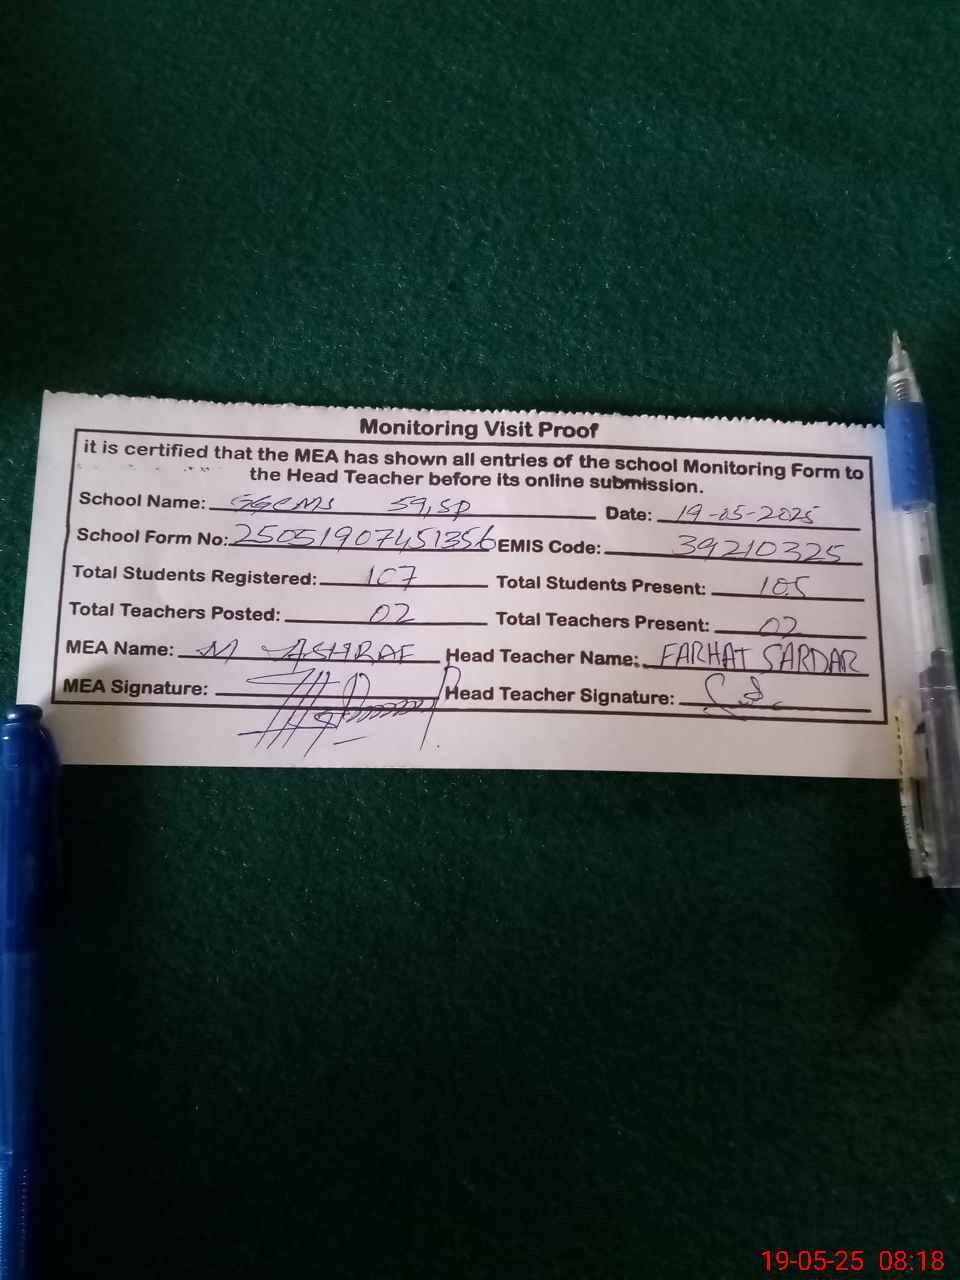 Monitoring Visit Proof
it is certified that the MEA has shown all entries of the school Monitoring Form to
the Head Teacher before its online submission.
School Name: GGCMS 59,SP Date: 19-05-2025
School Form No: 25051907451356 EMIS Code: 39210325
Total Students Registered: 107 Total Students Present: 105
Total Teachers Posted: 02 Total Teachers Present: 02
MEA Name: M ASHRAF Head Teacher Name: FARHAT SARDAR
MEA Signature: Head Teacher Signature:
19-05-25 08:18